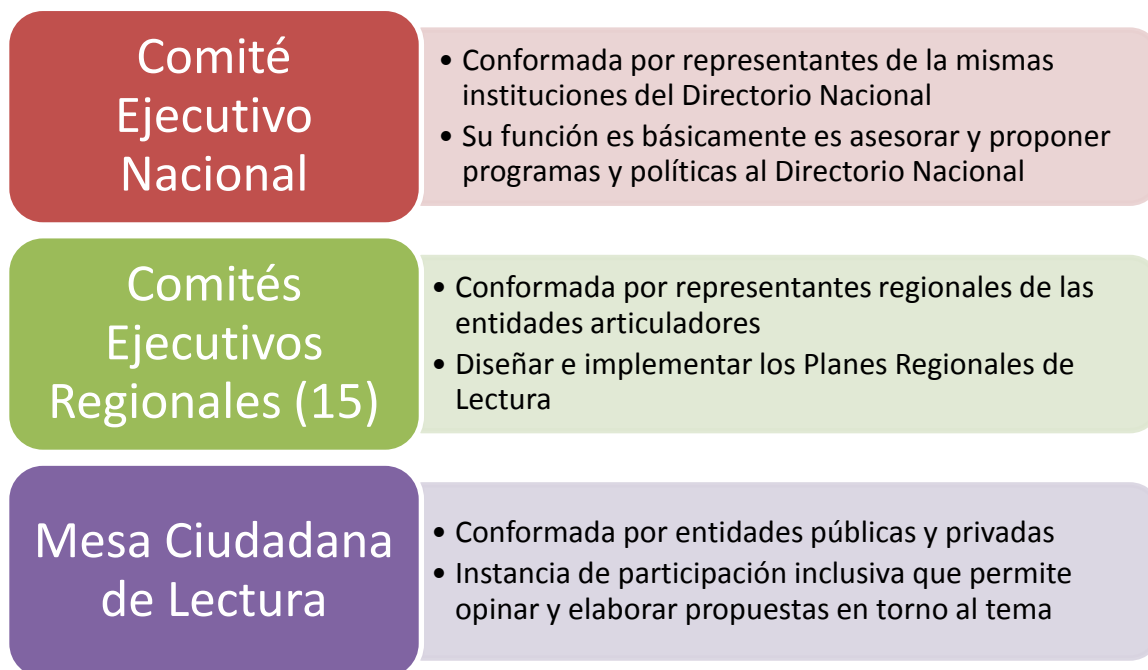 Comité
Ejecutivo
Nacional
• Conformada por representantes de la mismas
instituciones del Directorio Nacional
• Su función es básicamente es asesorar y proponer
programas y políticas al Directorio Nacional
Comités
Ejecutivos
Regionales (15)
• Conformada por representantes regionales de las
entidades articuladores
• Diseñar e implementar los Planes Regionales de
Lectura
Mesa Ciudadana
de Lectura
• Conformada por entidades públicas y privadas
• Instancia de participación inclusiva que permite
opinar y elaborar propuestas en torno al tema